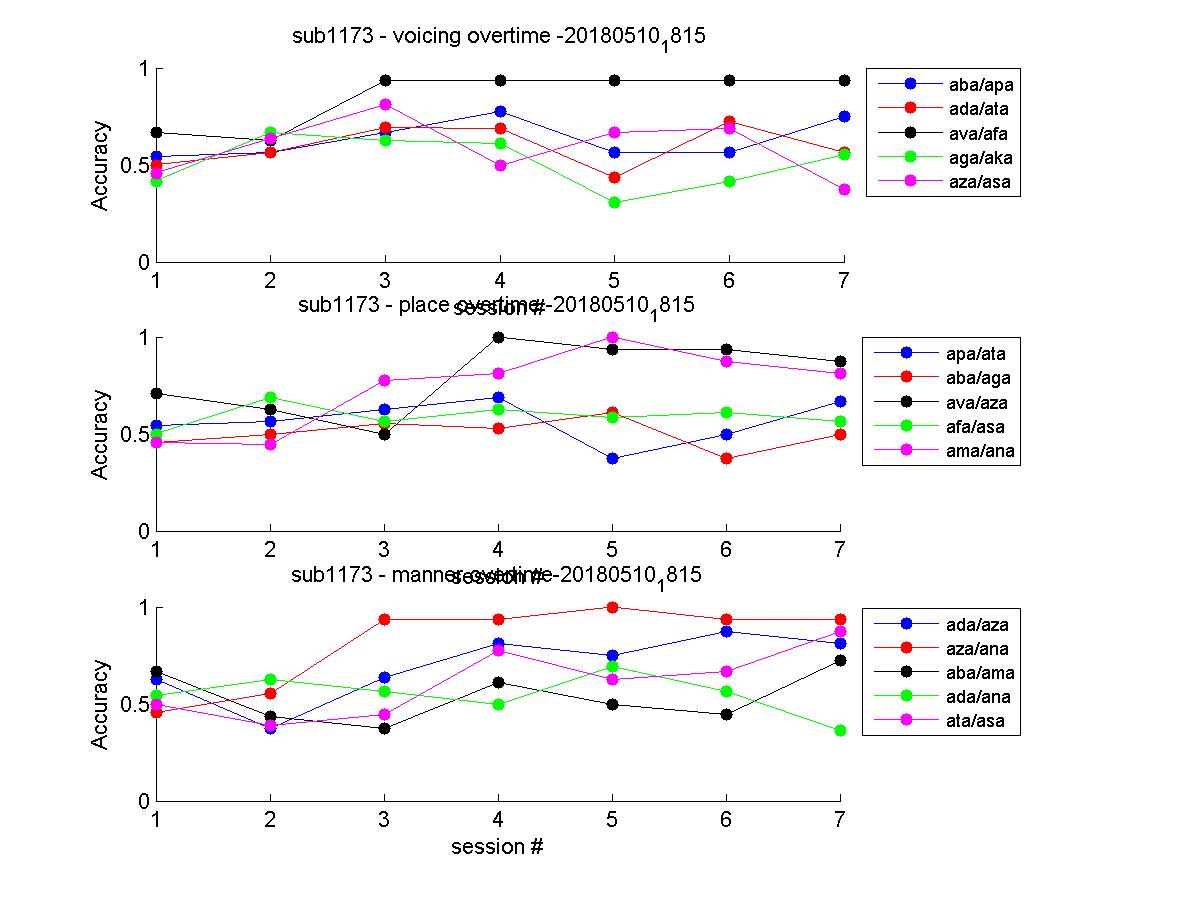 sub1173 - voicing overtime -20180510₁815
1
0.5
0
Accuracy
1 2 3 4 5 6 7
session #
aba/apa
ada/ata
ava/afa
aga/aka
aza/asa
sub1173 - place overtime -20180510₁815
1
0.5
0
Accuracy
1 2 3 4 5 6 7
session #
apa/ata
aba/aga
ava/aza
afa/asa
ama/ana
sub1173 - manner overtime -20180510₁815
1
0.5
0
Accuracy
1 2 3 4 5 6 7
session #
ada/aza
aza/ana
aba/ama
ada/ana
ata/asa